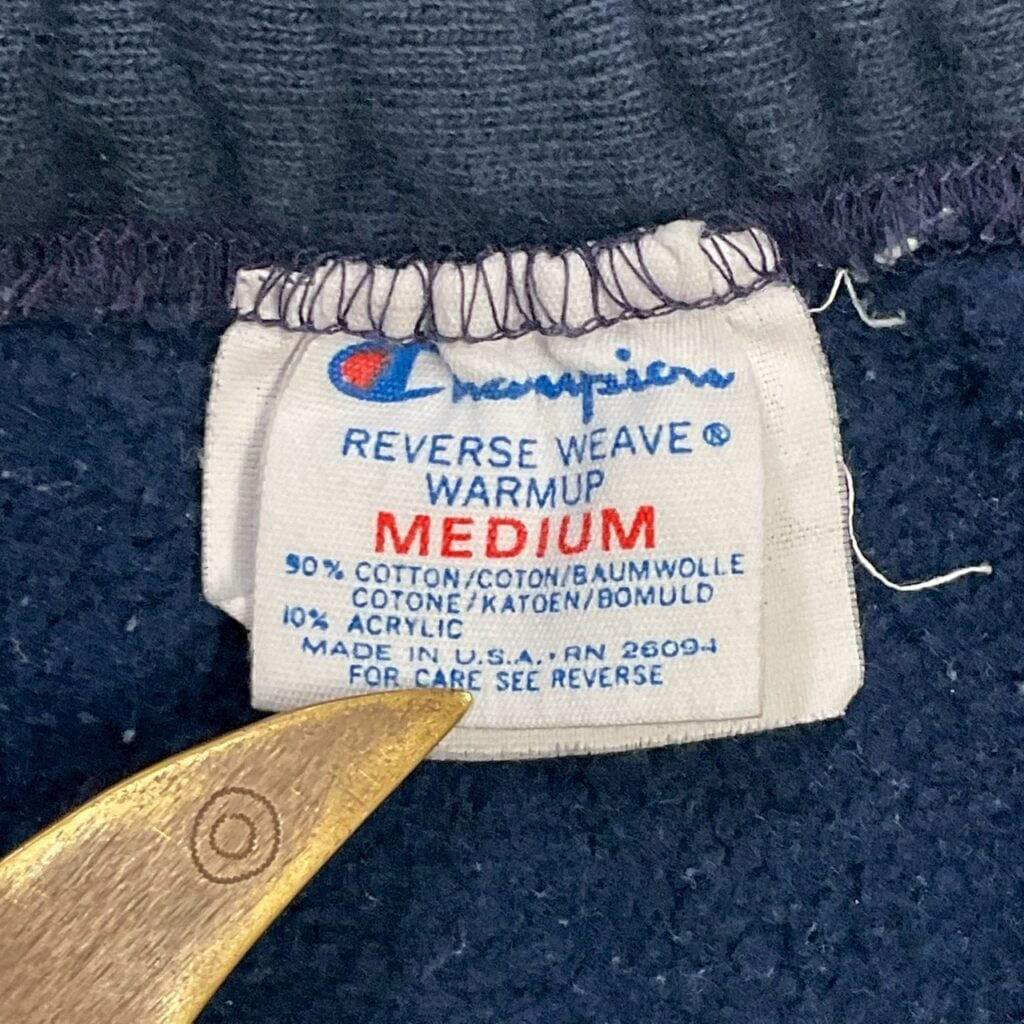 Champion
REVERSE WEAVE®
WARMUP
MEDIUM
90% COTTON/COTON/BAUMWOLLE
COTONE/KATOEN/BOMULD
10% ACRYLIC
MADE IN U.S.A. • RN 26094
FOR CARE SEE REVERSE